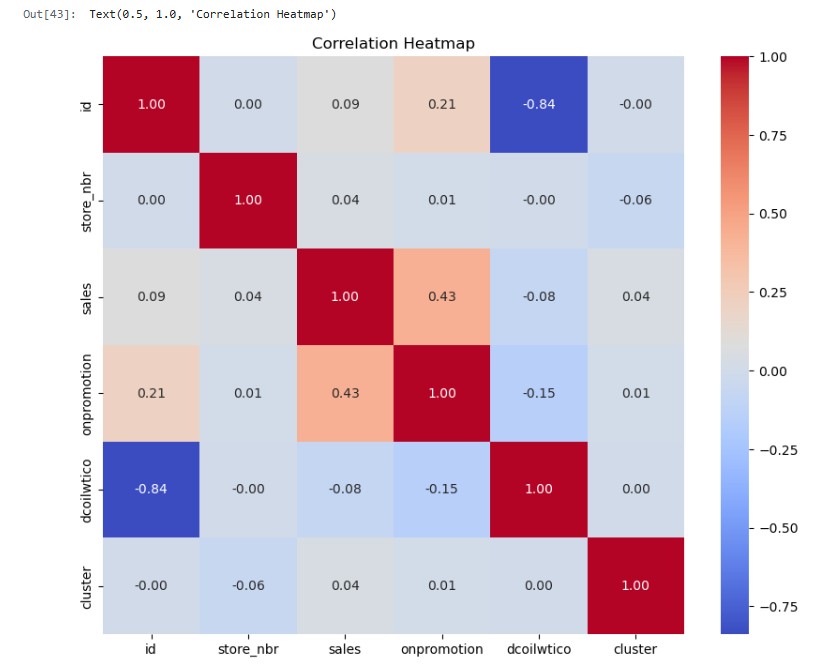 Out[43]: Text(0.5, 1.0, 'Correlation Heatmap')
Correlation Heatmap
id 1.00 0.00 0.09 0.21 -0.84 -0.00
store_nbr 0.00 1.00 0.04 0.01 -0.00 -0.06
sales 0.09 0.04 1.00 0.43 -0.08 0.04
onpromotion 0.21 0.01 0.43 1.00 -0.15 0.01
dcoilwtico -0.84 -0.00 -0.08 -0.15 1.00 0.00
cluster -0.00 -0.06 0.04 0.01 0.00 1.00
id store_nbr sales onpromotion dcoilwtico cluster
1.00
0.75
0.50
0.25
0.00
−0.25
−0.50
−0.75